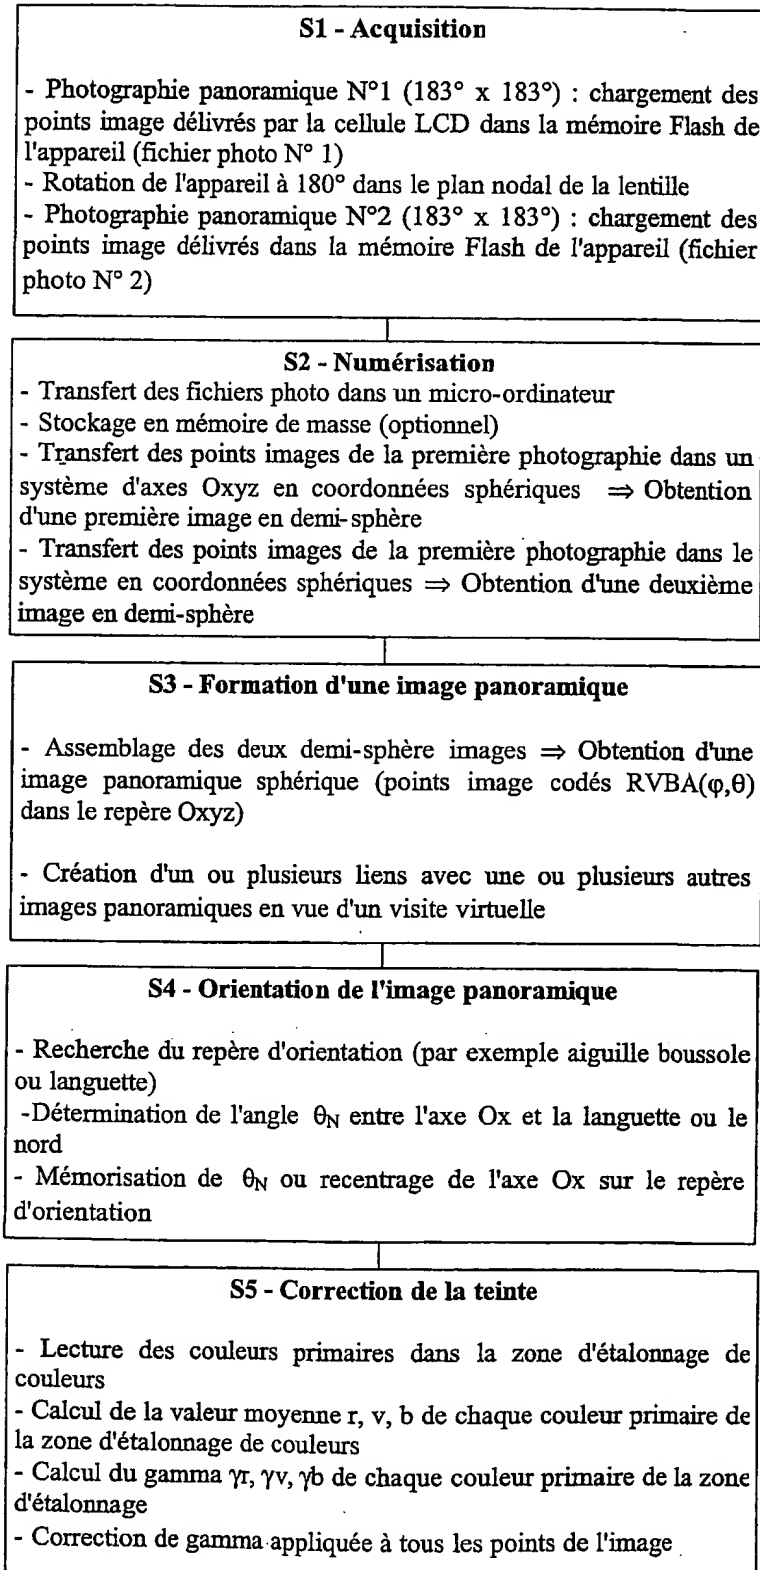 S1 - Acquisition
- Photographie panoramique N°1 (183° x 183°) : chargement des
points image délivrés par la cellule LCD dans la mémoire Flash de
l'appareil (fichier photo N° 1)
- Rotation de l'appareil à 180° dans le plan nodal de la lentille
- Photographie panoramique N°2 (183° x 183°) : chargement des
points image délivrés dans la mémoire Flash de l'appareil (fichier
photo N° 2)
S2 - Numérisation
- Transfert des fichiers photo dans un micro-ordinateur
- Stockage en mémoire de masse (optionnel)
- Transfert des points images de la première photographie dans un
système d'axes Oxyz en coordonnées sphériques ⇒ Obtention
d'une première image en demi-sphère
- Transfert des points images de la première photographie dans le
système en coordonnées sphériques ⇒ Obtention d'une deuxième
image en demi-sphère
S3 - Formation d'une image panoramique
- Assemblage des deux demi-sphère images ⇒ Obtention d'une
image panoramique sphérique (points image codés RVBA(φ,θ)
dans le repère Oxyz)
- Création d'un ou plusieurs liens avec une ou plusieurs autres
images panoramiques en vue d'un visite virtuelle
S4 - Orientation de l'image panoramique
- Recherche du repère d'orientation (par exemple aiguille boussole
ou languette)
-Détermination de l'angle θN entre l'axe Ox et la languette ou le
nord
- Mémorisation de θN ou recentrage de l'axe Ox sur le repère
d'orientation
S5 - Correction de la teinte
- Lecture des couleurs primaires dans la zone d'étalonnage de
couleurs
- Calcul de la valeur moyenne r, v, b de chaque couleur primaire de
la zone d'étalonnage de couleurs
- Calcul du gamma γr, γv, γb de chaque couleur primaire de la zone
d'étalonnage
- Correction de gamma appliquée à tous les points de l'image